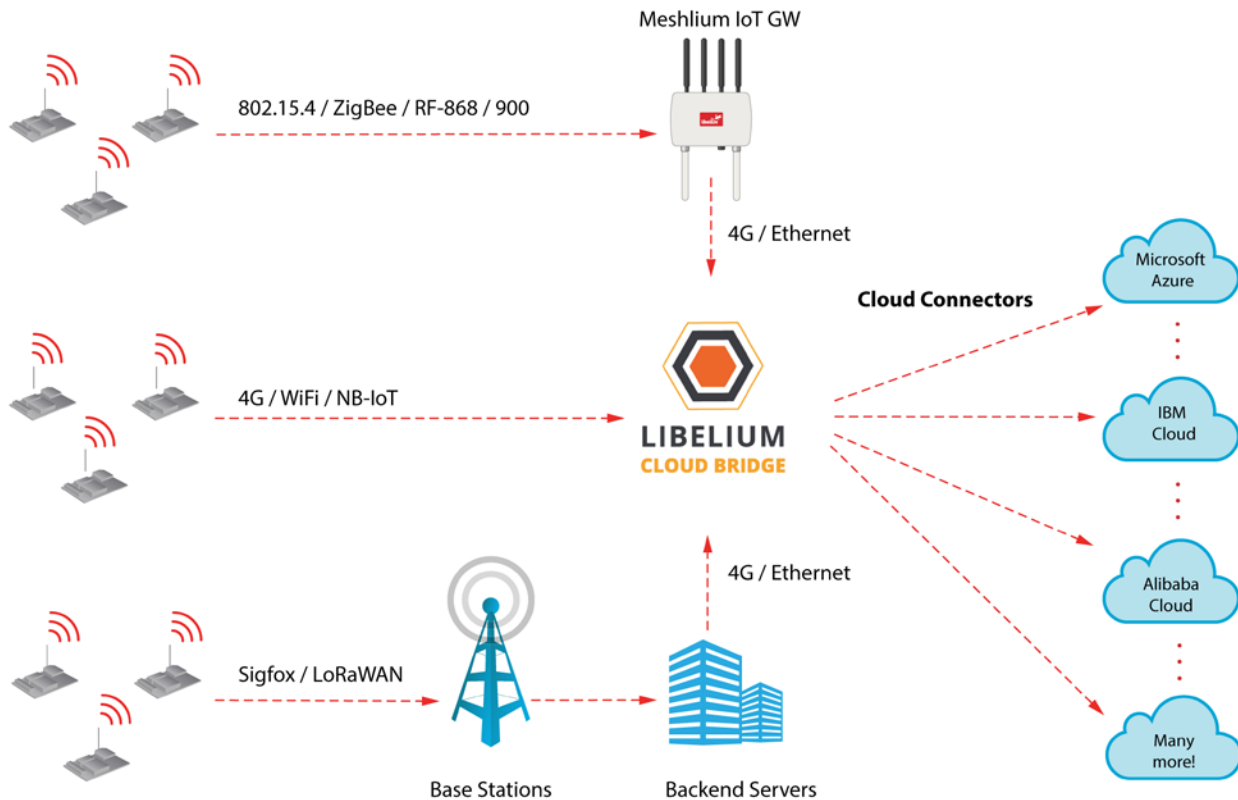 Meshlium IoT GW
802.15.4 / ZigBee / RF-868 / 900
4G / Ethernet
Cloud Connectors
Microsoft
Azure
4G / WiFi / NB-IoT
LIBELIUM
CLOUD BRIDGE
IBM
Cloud
4G / Ethernet
Alibaba
Cloud
Sigfox / LoRaWAN
Many
more!
Base Stations
Backend Servers